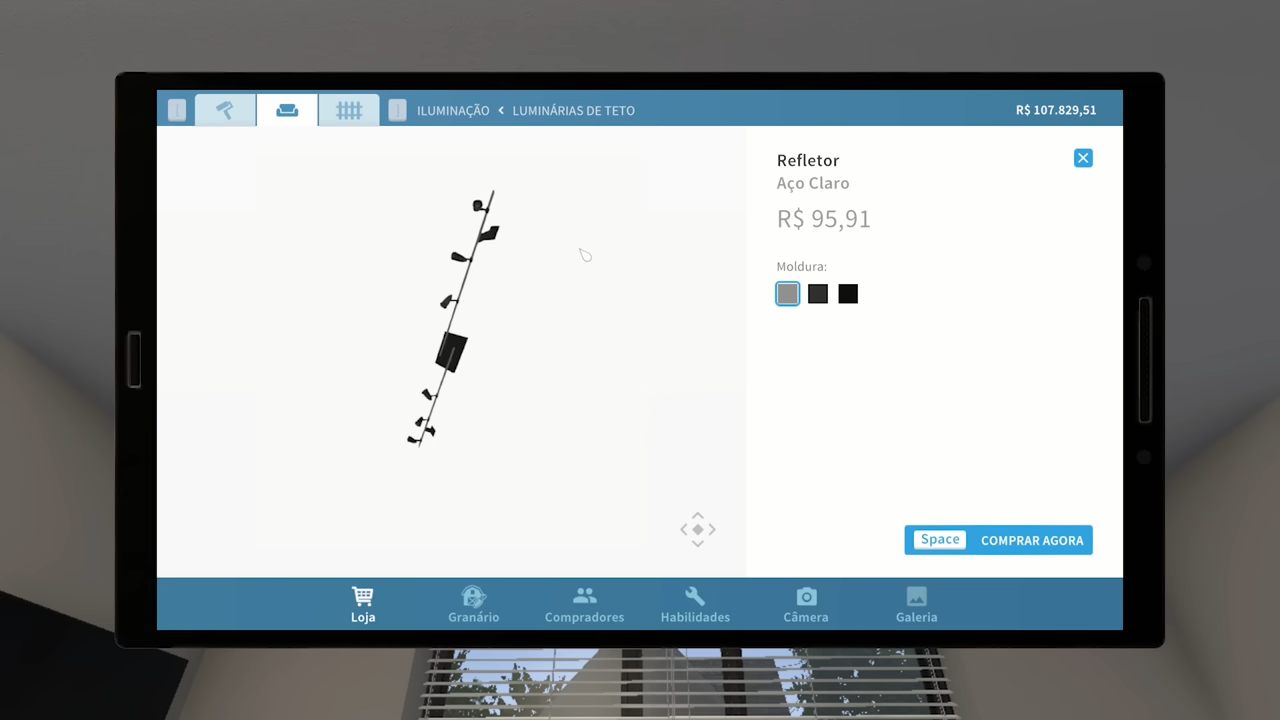 ILUMINAÇÃO < LUMINÁRIAS DE TETO
R$ 107.829,51
Refletor
Aço Claro
R$ 95,91
Moldura:
Space COMPRAR AGORA
Loja
Granário
Compradores
Habilidades
Câmera
Galeria